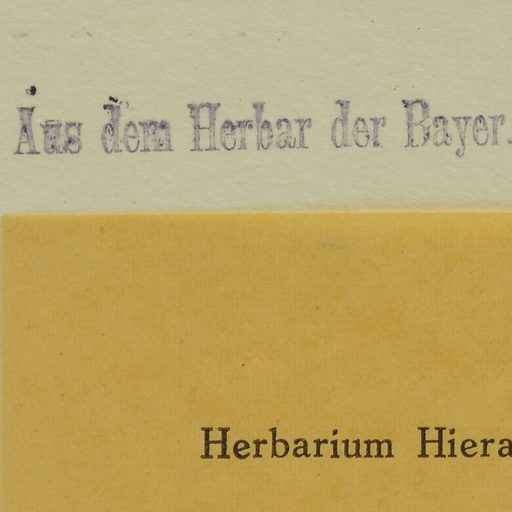 Aus dem Herbar der Bayer.
Herbarium Hiera